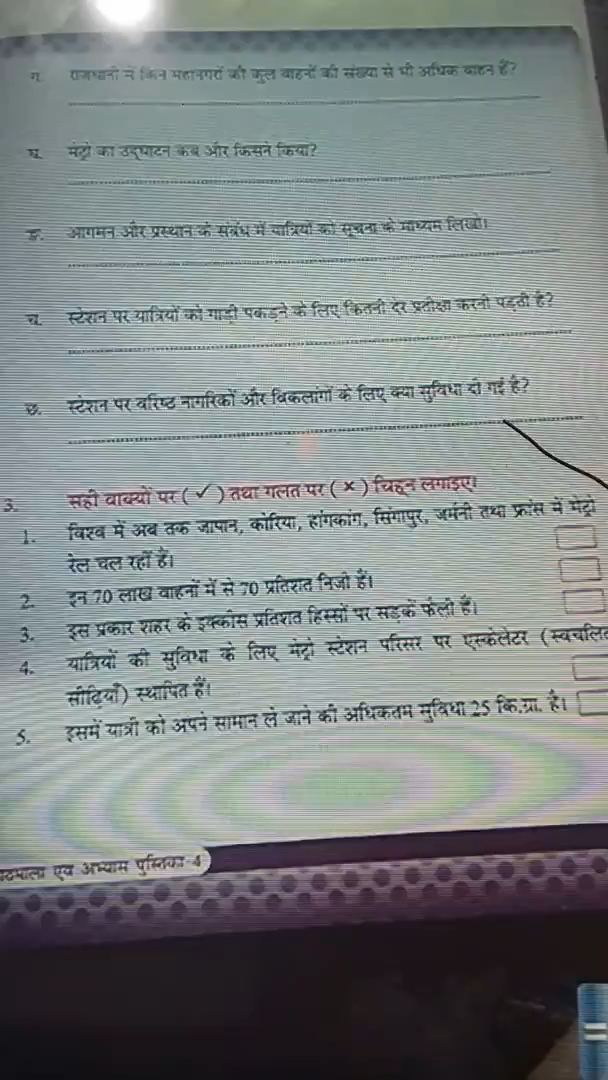 ग. राजधानी में किन महानगरों की कुल वाहनों की संख्या से भी अधिक वाहन हैं?
घ. मेट्रो का उद्घाटन कब और किसने किया?
ङ. आगमन और प्रस्थान के संबंध में यात्रियों को सूचना के माध्यम लिखो।
च. स्टेशन पर यात्रियों को गाड़ी पकड़ने के लिए कितनी देर प्रतीक्षा करनी पड़ती है?
छ. स्टेशन पर वरिष्ठ नागरिकों और विकलांगों के लिए क्या सुविधा दी गई है?
3. सही वाक्यों पर (✓) तथा गलत पर (×) चिह्न लगाइए।
1. विश्व में अब तक जापान, कोरिया, हांगकांग, सिंगापुर, जर्मनी तथा फ्रांस में मेट्रो
रेल चल रहीं हैं।
2. इन 70 लाख वाहनों में से 70 प्रतिशत निजी हैं।
3. इस प्रकार शहर के इक्कीस प्रतिशत हिस्सों पर सड़कें फैली हैं।
4. यात्रियों की सुविधा के लिए मेट्रो स्टेशन परिसर पर एस्केलेटर (स्वचलित
सीढ़ियाँ) स्थापित हैं।
5. इसमें यात्री को अपने सामान ले जाने की अधिकतम सुविधा 25 कि.ग्रा. है।
एवं अभ्यास पुस्तिका-4